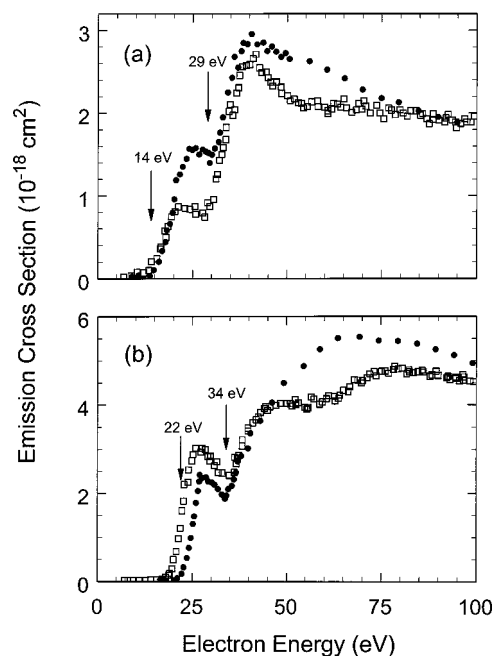 3
(a)
29 eV
2
14 eV
1
0
Emission Cross Section (10⁻¹⁸ cm²)
6
(b)
34 eV
22 eV
4
2
0
0 25 50 75 100
Electron Energy (eV)